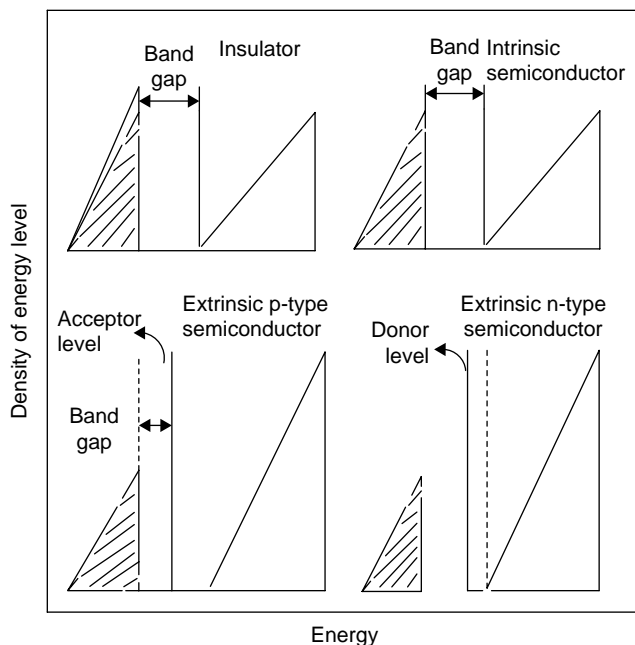 Band
gap
Insulator
Band
gap
Intrinsic
semiconductor
Density of energy level
Acceptor
level
Extrinsic p-type
semiconductor
Band
gap
Donor
level
Extrinsic n-type
semiconductor
Energy